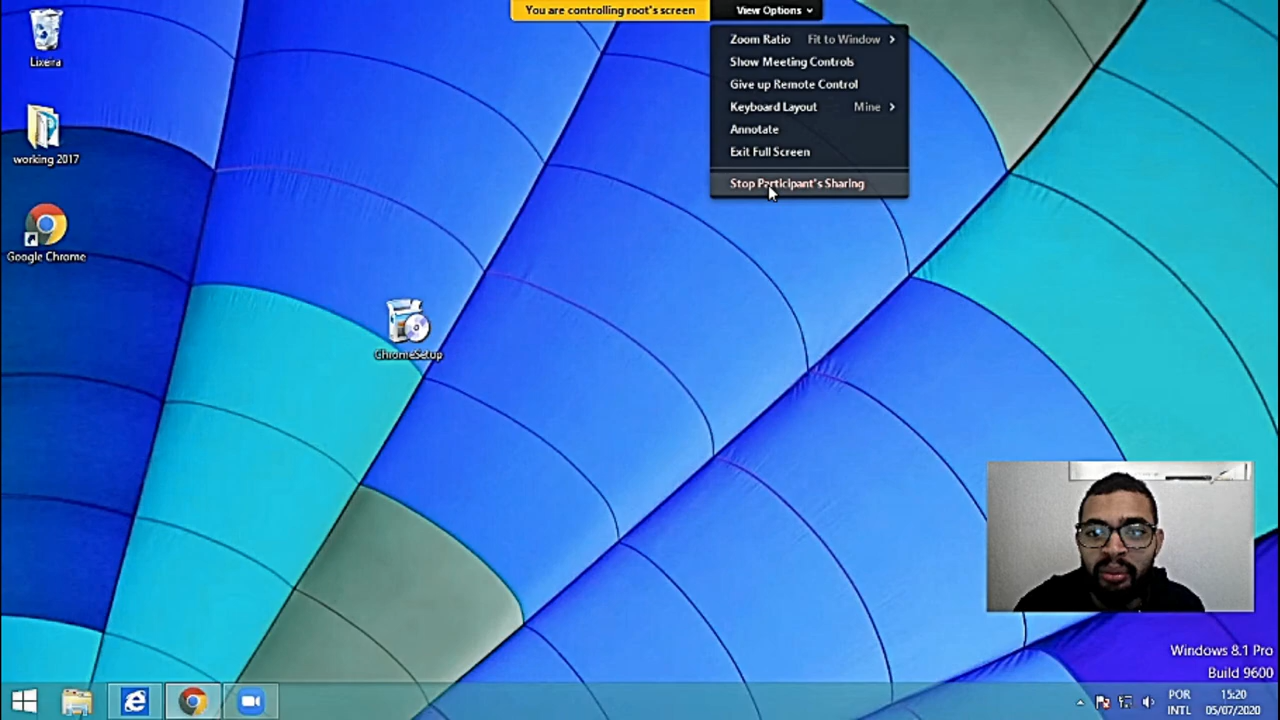 You are controlling root's screen
View Options
Lixeira
working 2017
Google Chrome
ChromeSetup
Zoom Ratio Fit to Window
Show Meeting Controls
Give up Remote Control
Keyboard Layout Mine
Annotate
Exit Full Screen
Stop Participant's Sharing
Windows 8.1 Pro
Build 9600
POR
INTL
15:20
05/07/2020